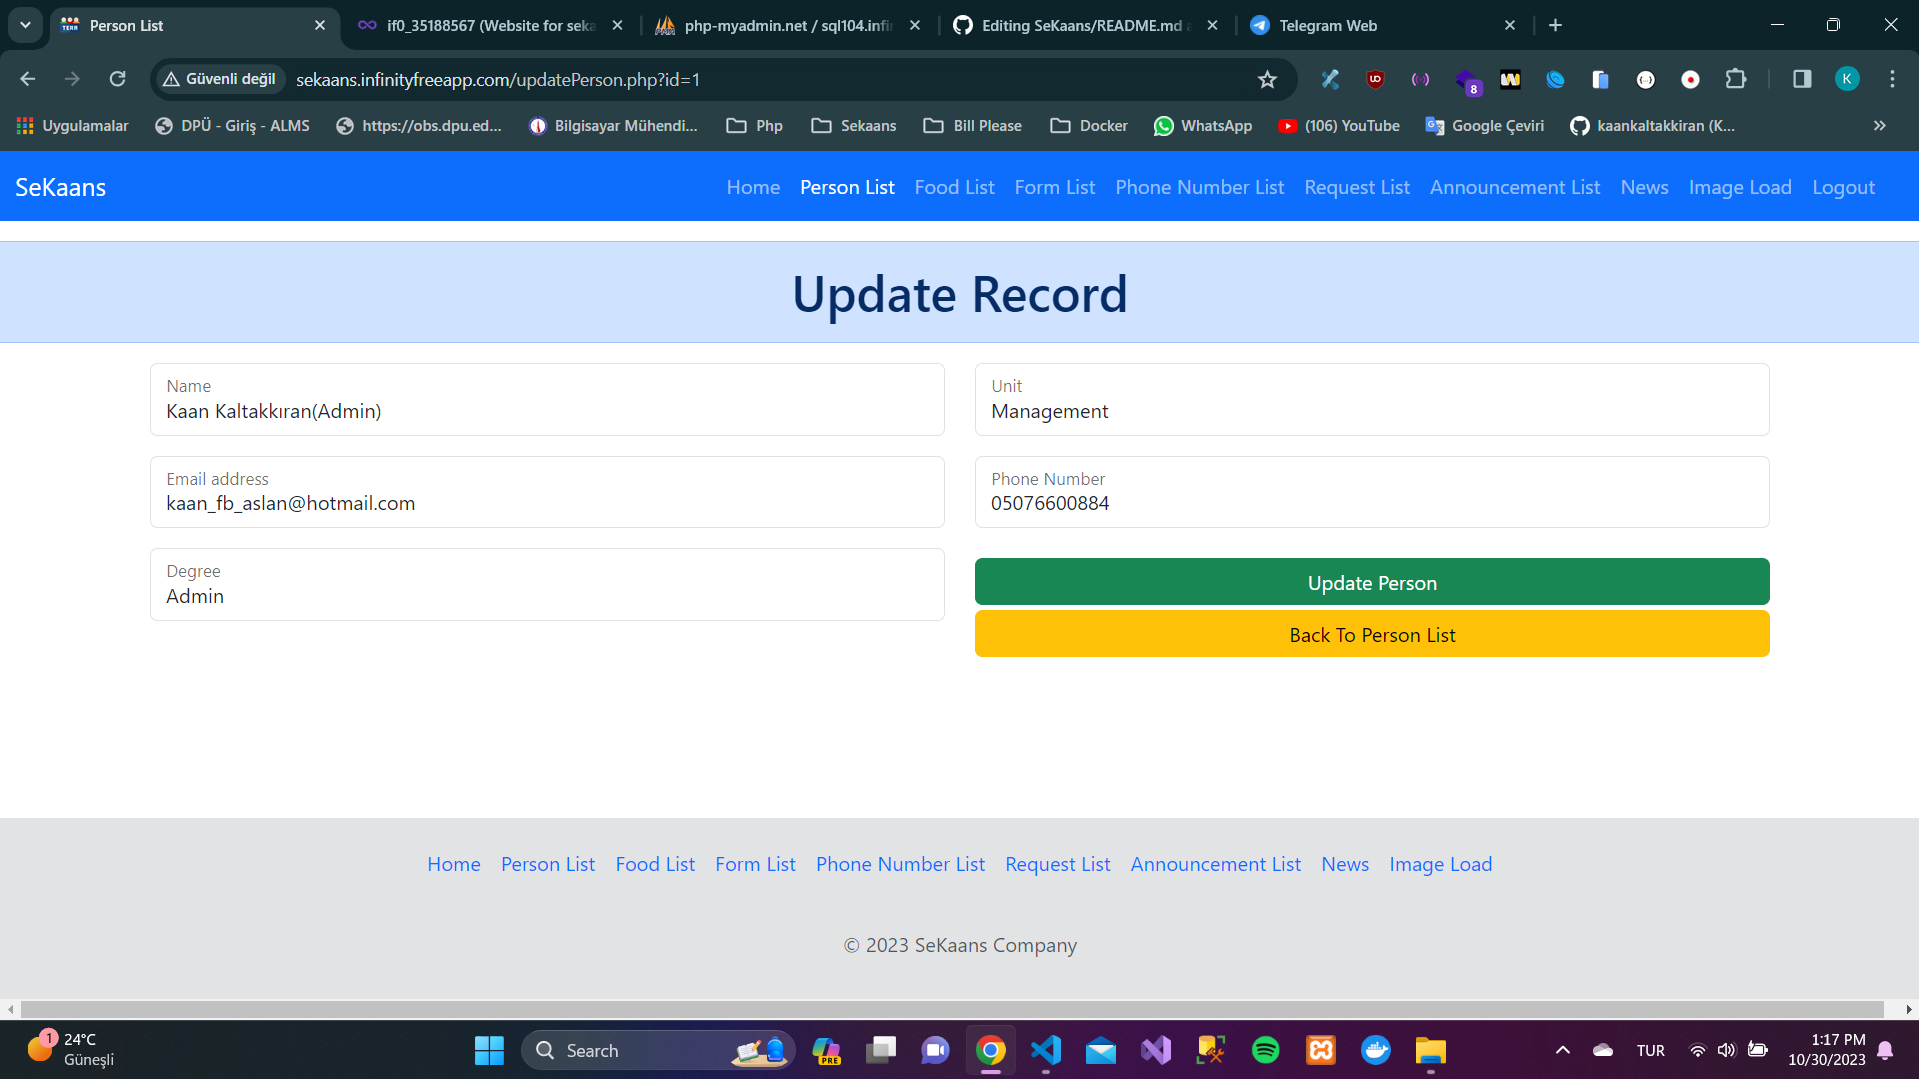 Person List
if0_35188567 (Website for seka
php-myadmin.net / sql104.infi
Editing SeKaans/README.md a
Telegram Web
Güvenli değil
sekaans.infinityfreeapp.com/updatePerson.php?id=1
8
K
Uygulamalar
DPÜ - Giriş - ALMS
https://obs.dpu.ed...
Bilgisayar Mühendi...
Php
Sekaans
Bill Please
Docker
WhatsApp
(106) YouTube
Google Çeviri
kaankaltakkiran (K...
SeKaans
Home
Person List
Food List
Form List
Phone Number List
Request List
Announcement List
News
Image Load
Logout
Update Record
Name
Kaan Kaltakkıran(Admin)
Unit
Management
Email address
kaan_fb_aslan@hotmail.com
Phone Number
05076600884
Degree
Admin
Update Person
Back To Person List
Home
Person List
Food List
Form List
Phone Number List
Request List
Announcement List
News
Image Load
© 2023 SeKaans Company
1
24°C
Güneşli
Search
PRE
TUR
1:17 PM
10/30/2023